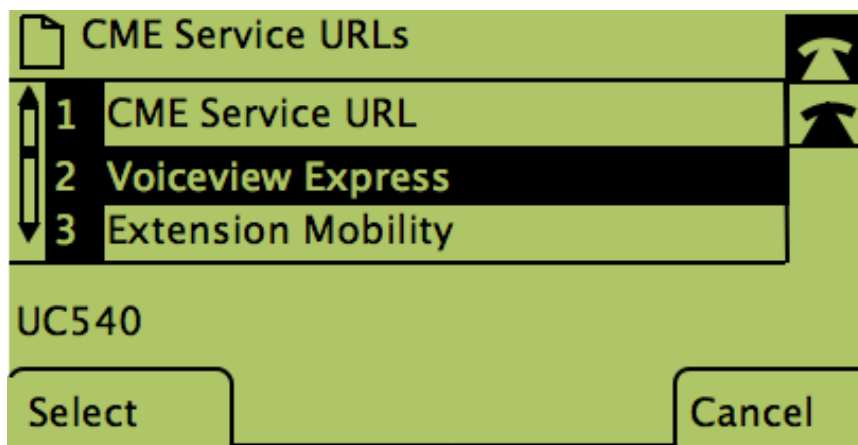 CME Service URLs
1 CME Service URL
2 Voiceview Express
3 Extension Mobility
UC540
Select Cancel